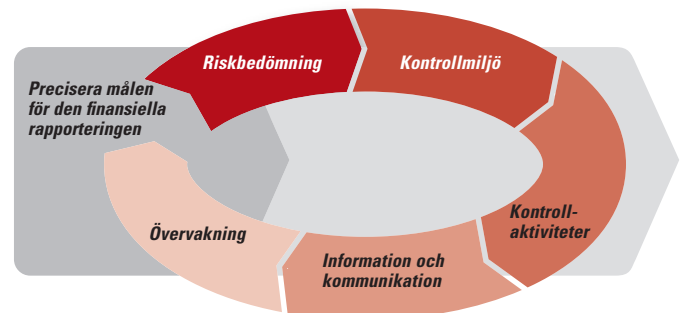 Precisera målen
för den finansiella
rapporteringen
Riskbedömning
Kontrollmiljö
Kontroll-
aktiviteter
Information och
kommunikation
Övervakning